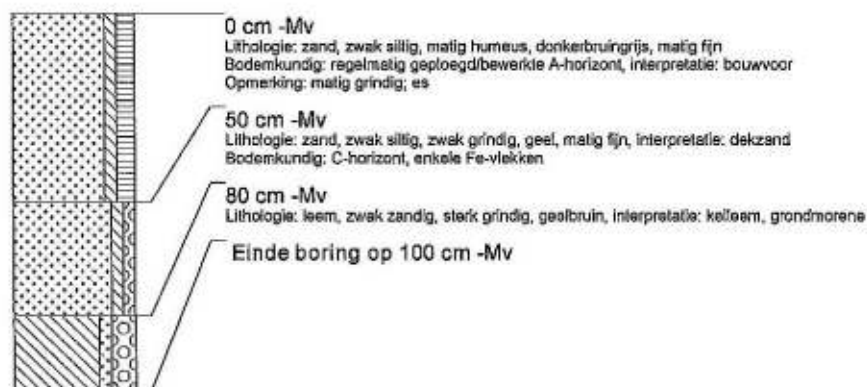 0 cm -Mv
Lithologie: zand, zwak siltig, matig humeus, donkerbruingrijs, matig fijn
Bodemkundig: regelmatig geploegd/bewerkte A-horizont, interpretatie: bouwvoor
Opmerking: matig grindig; es
50 cm -Mv
Lithologie: zand, zwak siltig, zwak grindig, geel, matig fijn, interpretatie: dekzand
Bodemkundig: C-horizont, enkele Fe-vlekken
80 cm -Mv
Lithologie: leem, zwak zandig, sterk grindig, geelbruin, interpretatie: keileem, grondmorene
Einde boring op 100 cm -Mv